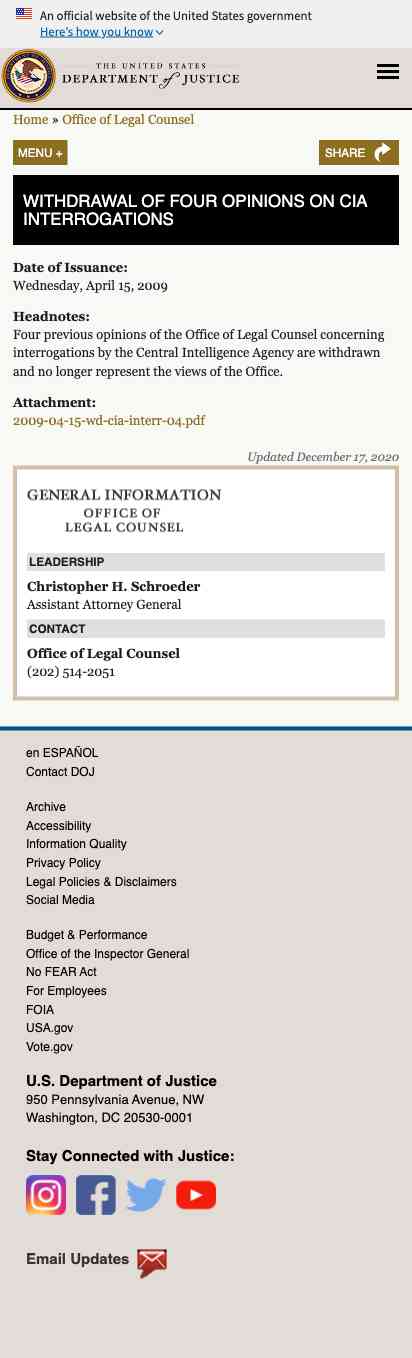 An official website of the United States government
Here's how you know
THE UNITED STATES
DEPARTMENT of JUSTICE
Home » Office of Legal Counsel
MENU +
SHARE
WITHDRAWAL OF FOUR OPINIONS ON CIA
INTERROGATIONS
Date of Issuance:
Wednesday, April 15, 2009
Headnotes:
Four previous opinions of the Office of Legal Counsel concerning
interrogations by the Central Intelligence Agency are withdrawn
and no longer represent the views of the Office.
Attachment:
2009-04-15-wd-cia-interr-04.pdf
Updated December 17, 2020
GENERAL INFORMATION
OFFICE OF
LEGAL COUNSEL
LEADERSHIP
Christopher H. Schroeder
Assistant Attorney General
CONTACT
Office of Legal Counsel
(202) 514-2051
en ESPAÑOL
Contact DOJ
Archive
Accessibility
Information Quality
Privacy Policy
Legal Policies & Disclaimers
Social Media
Budget & Performance
Office of the Inspector General
No FEAR Act
For Employees
FOIA
USA.gov
Vote.gov
U.S. Department of Justice
950 Pennsylvania Avenue, NW
Washington, DC 20530-0001
Stay Connected with Justice:
Email Updates